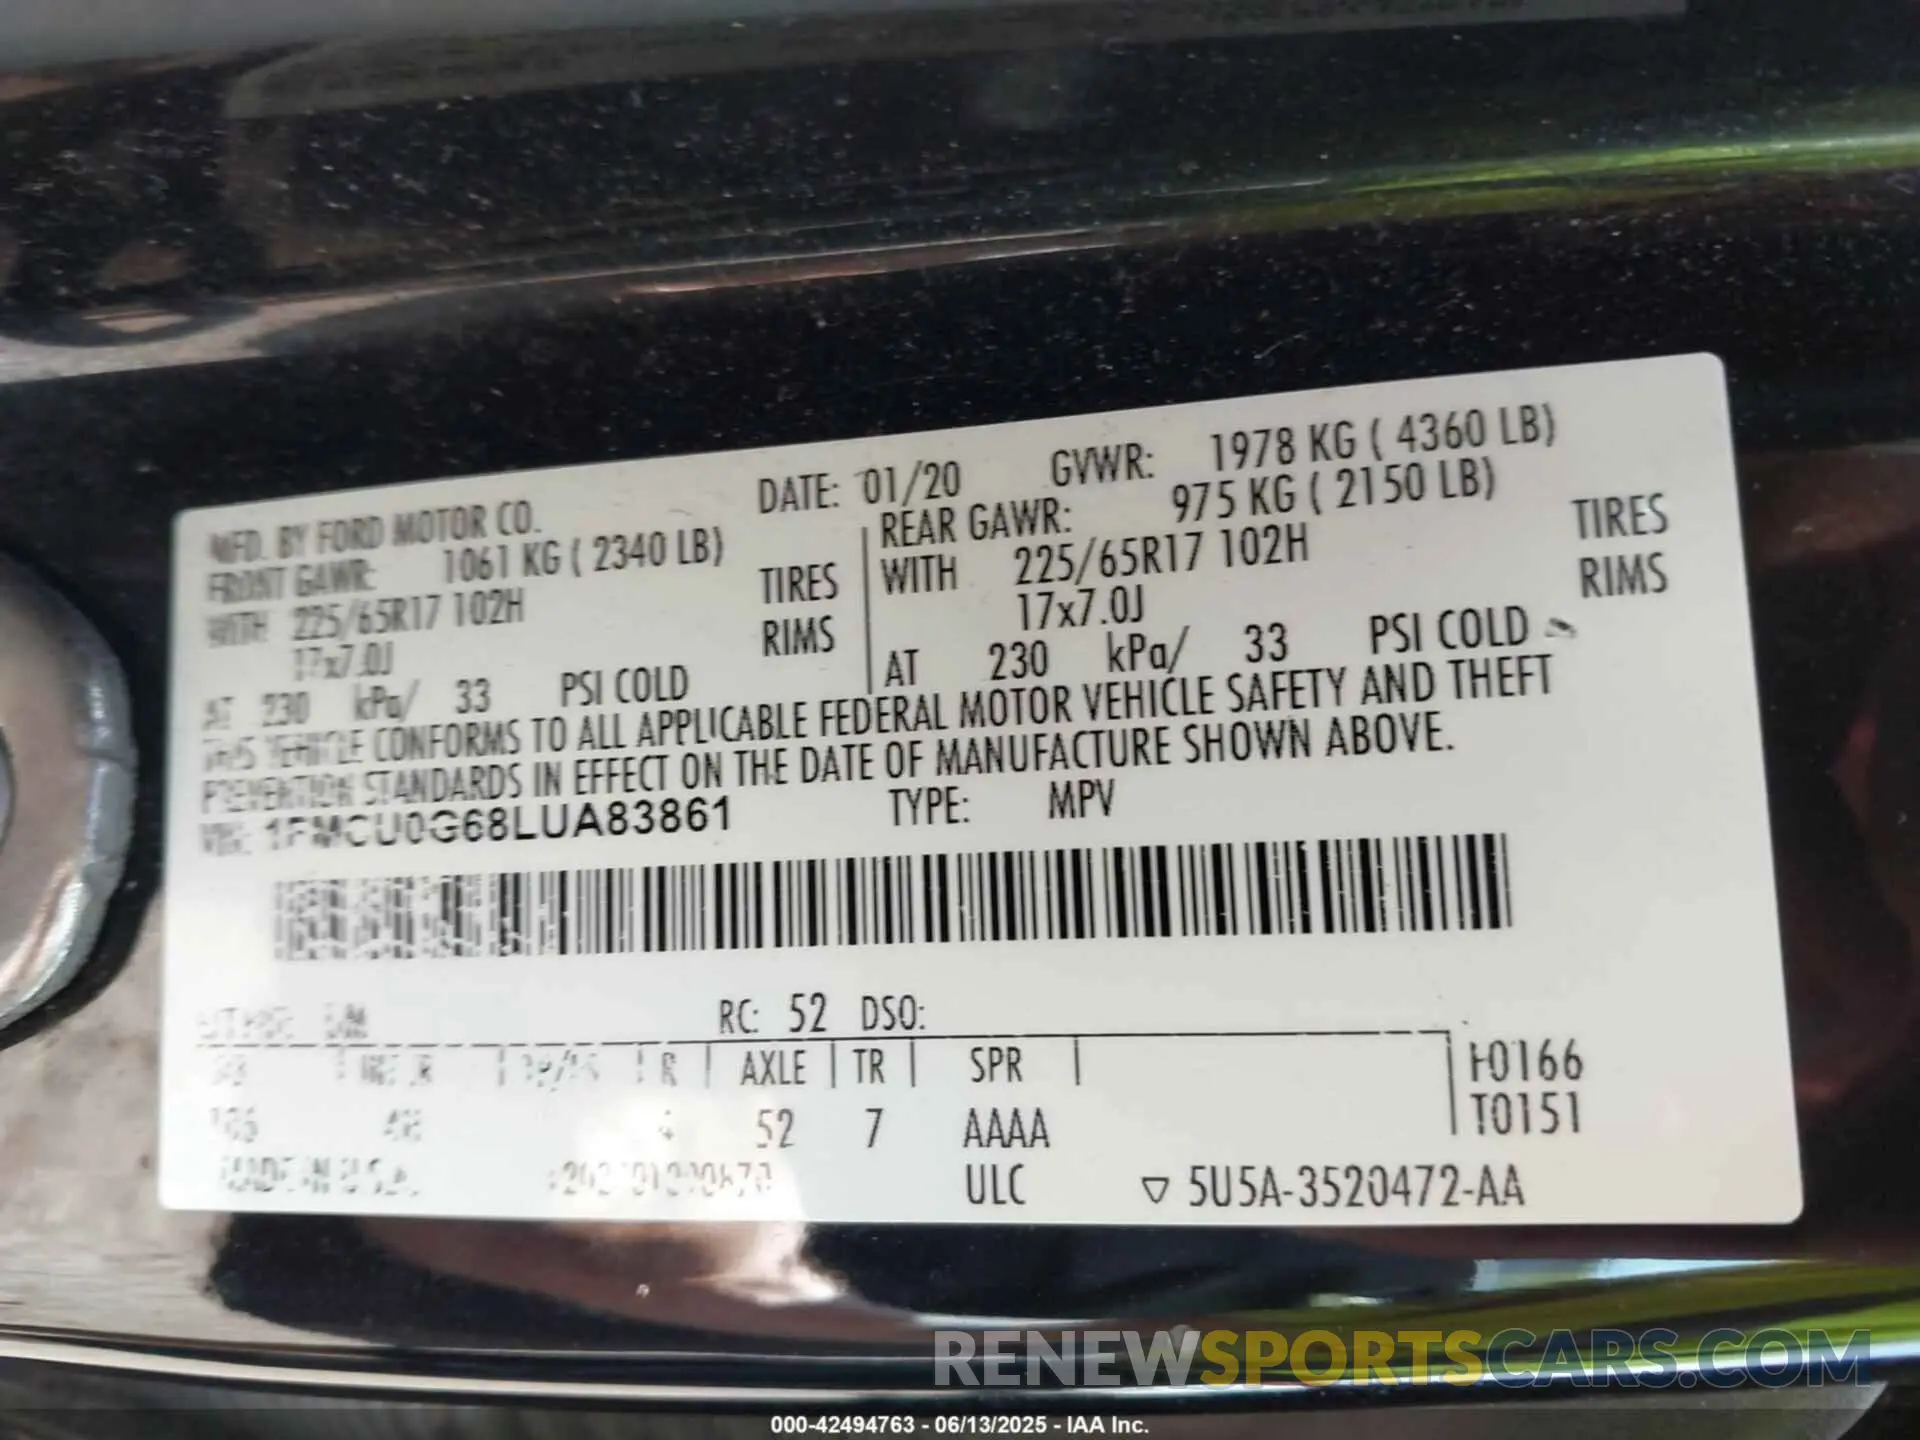 MFD. BY FORD MOTOR CO. DATE: 01/20 GVWR: 1978 KG ( 4360 LB)
FRONT GAWR: 1061 KG ( 2340 LB) REAR GAWR: 975 KG ( 2150 LB)
WITH 225/65R17 102H TIRES WITH 225/65R17 102H TIRES
17x7.0J RIMS 17x7.0J RIMS
AT 230 kPa/ 33 PSI COLD AT 230 kPa/ 33 PSI COLD
THIS VEHICLE CONFORMS TO ALL APPLICABLE FEDERAL MOTOR VEHICLE SAFETY AND THEFT
PREVENTION STANDARDS IN EFFECT ON THE DATE OF MANUFACTURE SHOWN ABOVE.
VIN: 1FMCU0G68LUA83861 TYPE: MPV
RC: 52 DSO:
R AXLE TR SPR F0166
52 7 AAAA T0151
MADE IN U.S.A. ULC ▽ 5U5A-3520472-AA
RENEWSPORTSCARS.COM
000-42494763 - 06/13/2025 - IAA Inc.